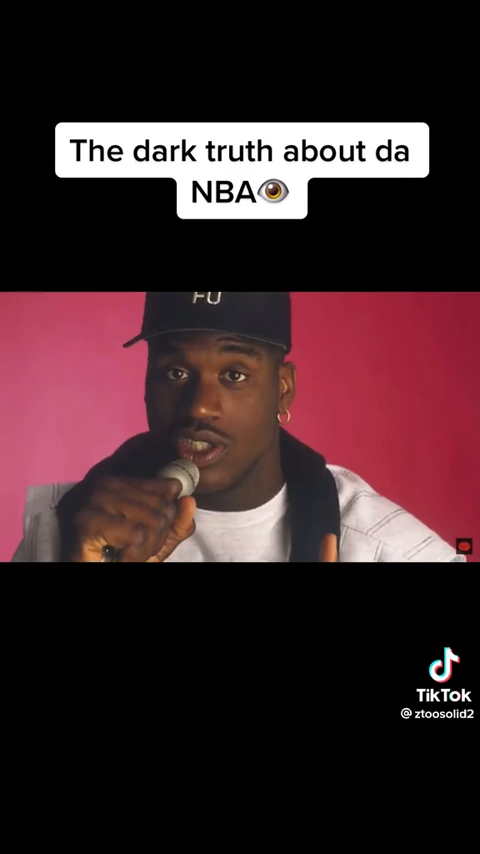 The dark truth about da
NBA👁️
FU
TikTok
@ztoosolid2